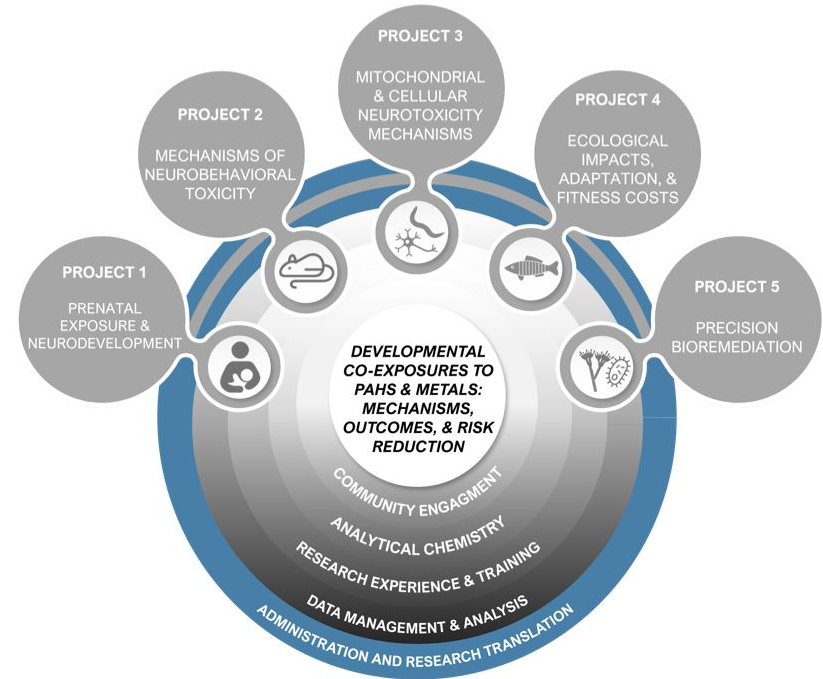 PROJECT 3
MITOCHONDRIAL
& CELLULAR
NEUROTOXICITY
MECHANISMS
PROJECT 2
MECHANISMS OF
NEUROBEHAVIORAL
TOXICITY
PROJECT 4
ECOLOGICAL
IMPACTS,
ADAPTATION, &
FITNESS COSTS
PROJECT 1
PRENATAL
EXPOSURE &
NEURODEVELOPMENT
PROJECT 5
PRECISION
BIOREMEDIATION
DEVELOPMENTAL
CO-EXPOSURES TO
PAHS & METALS:
MECHANISMS,
OUTCOMES, & RISK
REDUCTION
COMMUNITY ENGAGMENT
ANALYTICAL CHEMISTRY
RESEARCH EXPERIENCE & TRAINING
DATA MANAGEMENT & ANALYSIS
ADMINISTRATION AND RESEARCH TRANSLATION